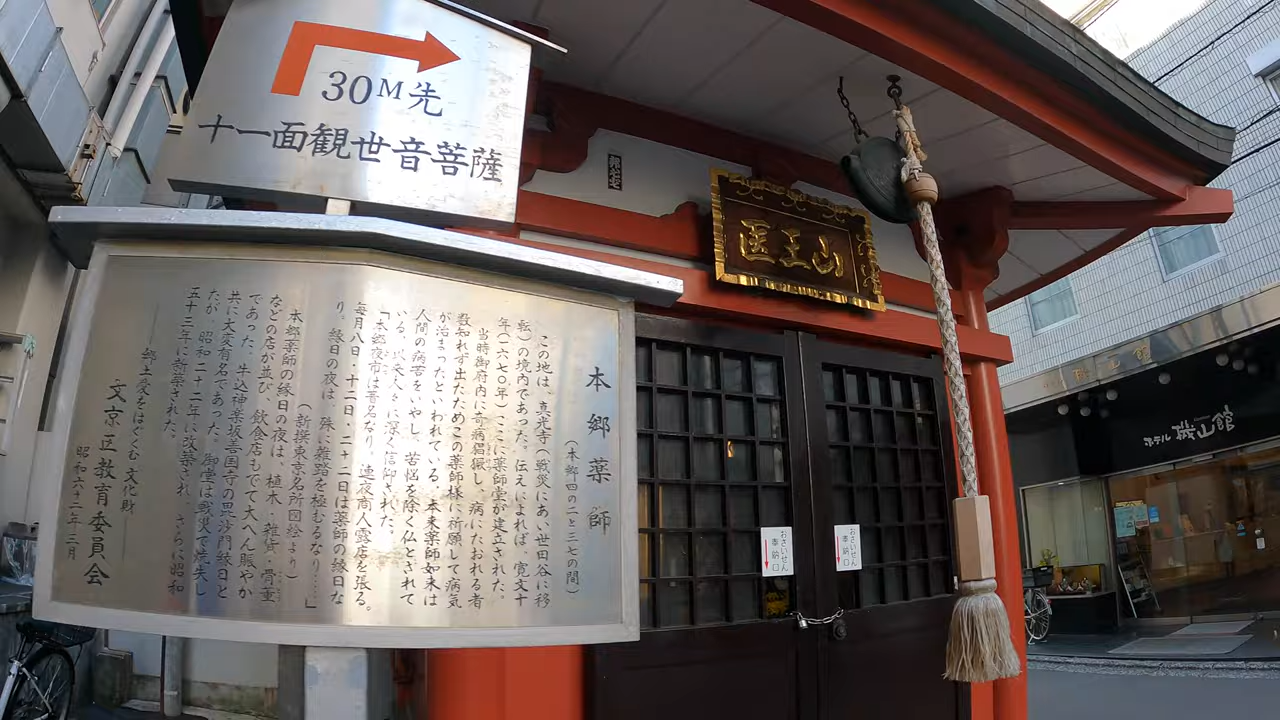 30M先
十一面観世音菩薩
本郷薬師
(本郷四の二と三七の間)
この地は、真光寺(戦災にあい世田谷に移
転)の境内であった。伝えによれば、寛文十
年(一六七〇年)ここに薬師堂が建立された。
当時御府内に奇病猖獗し、病にたおれる者
数知れず出たためこの薬師様に祈願して病気
が治まったといわれている。本来薬師如来は
人間の病苦をいやし、苦悩を除く仏とされて
いる。以来人々に深く信仰された。
「本郷夜市は著名なり、連夜商人露店を張る。
毎月八日、十二日、二十二日は薬師の縁日な
り、縁日の夜は、殊に雑踏を極むるなり……」
(新撰東京名所図絵より)
本郷薬師の縁日の夜は、植木・雑貨・骨董
などの店が並び、飲食店もでて大へん賑やか
であった。牛込神楽坂善国寺の毘沙門縁日と
共に大変有名であった。御堂は戦災で焼失し
たが、昭和二十二年に改築され、さらに昭和
五十三年に新築された。
郷土愛をはぐくむ文化財
文京区教育委員会
昭和六十二年三月
医王山
おさいせん
奉納口
おさいせん
奉納口
ホテル機山館